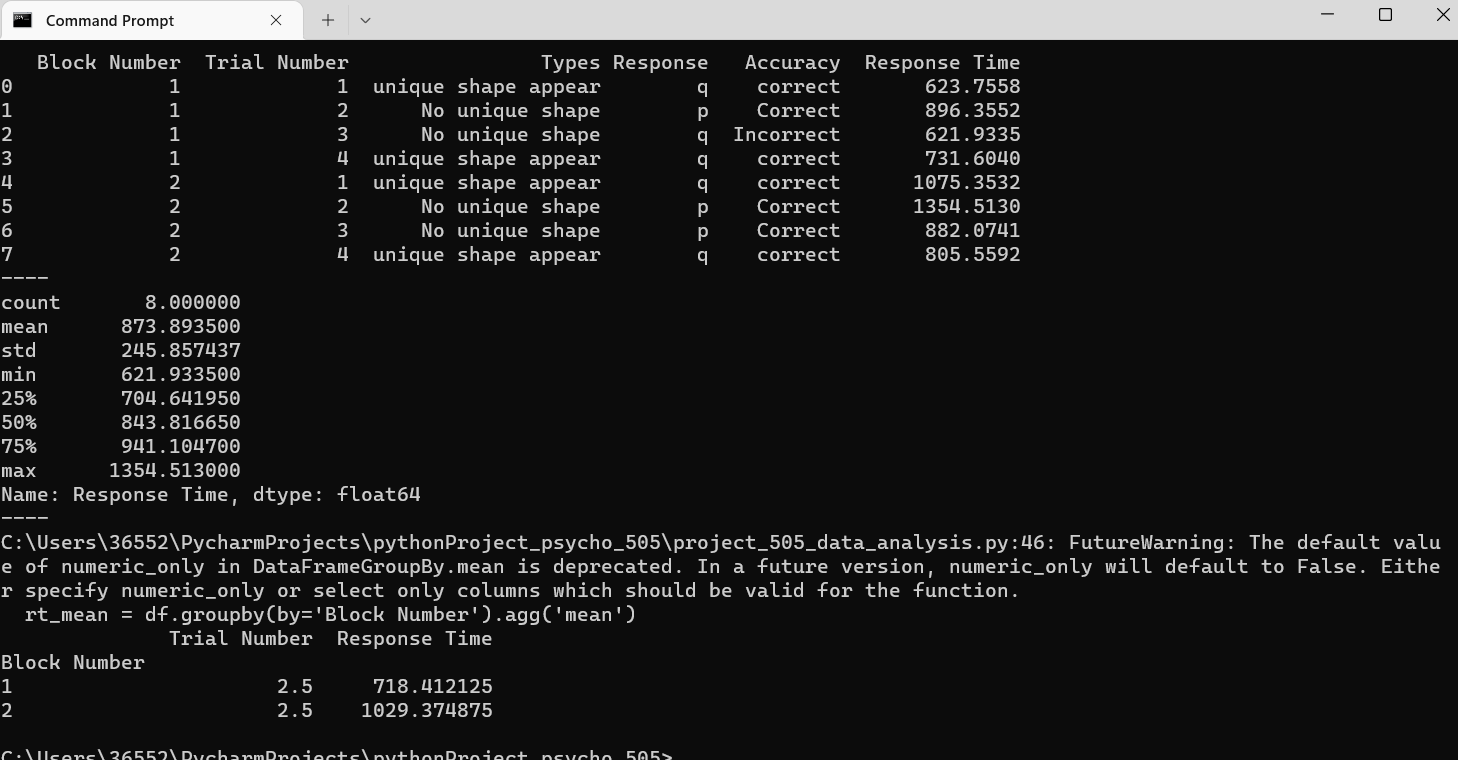 Command Prompt
Block Number Trial Number Types Response Accuracy Response Time
0 1 1 unique shape appear q correct 623.7558
1 1 2 No unique shape p Correct 896.3552
2 1 3 No unique shape q Incorrect 621.9335
3 1 4 unique shape appear q correct 731.6040
4 2 1 unique shape appear q correct 1075.3532
5 2 2 No unique shape p Correct 1354.5130
6 2 3 No unique shape p Correct 882.0741
7 2 4 unique shape appear q correct 805.5592
----
count 8.000000
mean 873.893500
std 245.857437
min 621.933500
25% 704.641950
50% 843.816650
75% 941.104700
max 1354.513000
Name: Response Time, dtype: float64
----
C:\Users\36552\PycharmProjects\pythonProject_psycho_505\project_505_data_analysis.py:46: FutureWarning: The default valu
e of numeric_only in DataFrameGroupBy.mean is deprecated. In a future version, numeric_only will default to False. Eithe
r specify numeric_only or select only columns which should be valid for the function.
rt_mean = df.groupby(by='Block Number').agg('mean')
Trial Number Response Time
Block Number
1 2.5 718.412125
2 2.5 1029.374875
C:\Users\36552\PycharmProjects\pythonProject_psycho_505>